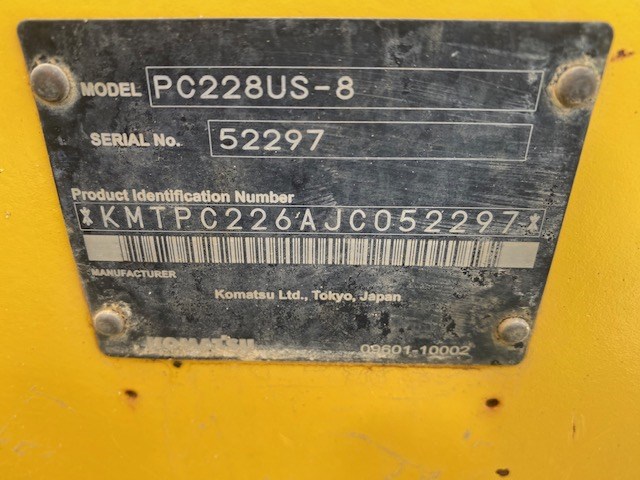 MODEL PC228US-8
SERIAL No. 52297
Product Identification Number
*KMTPC226AJC052297*
MANUFACTURER
Komatsu Ltd., Tokyo, Japan
KOMATSU 09601-10002